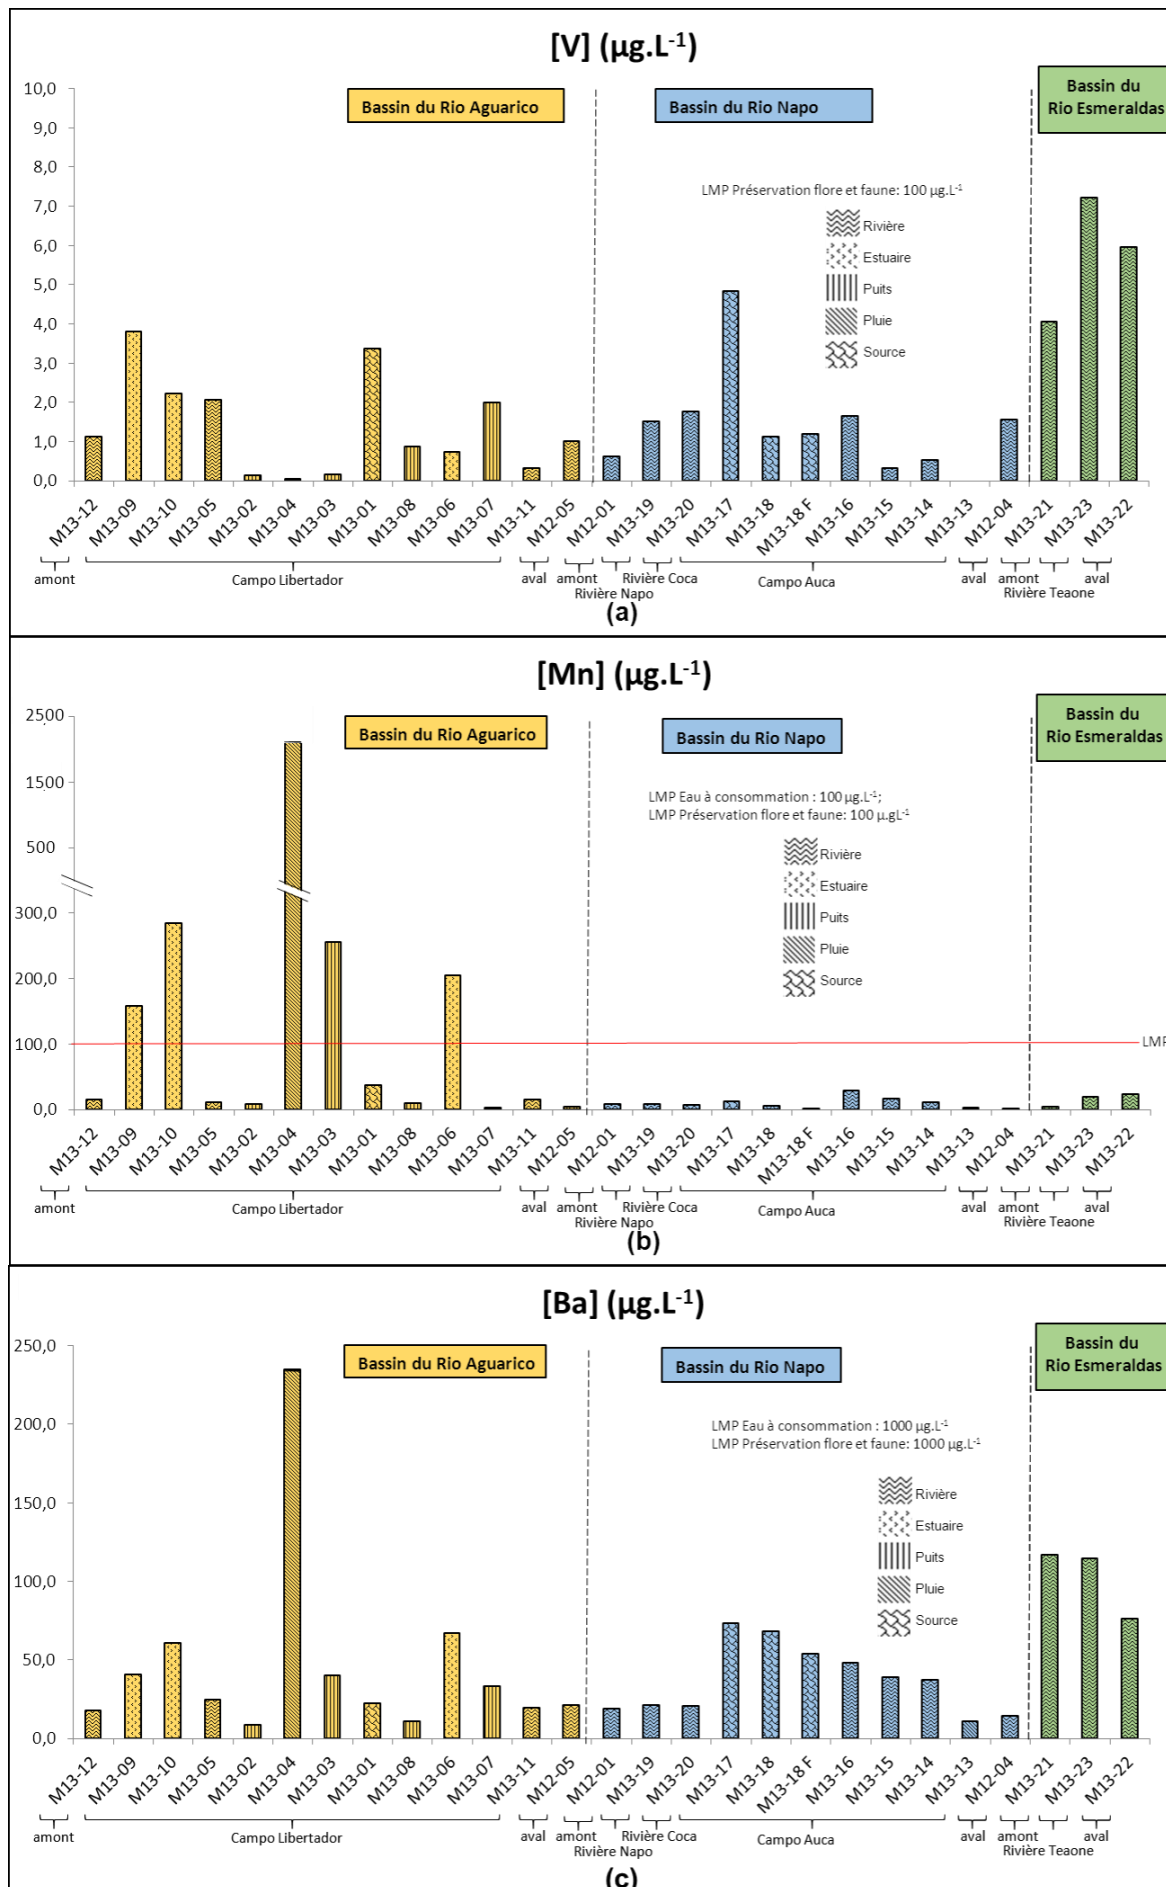 [V] (µg.L-1)
Bassin du Rio Aguarico
Bassin du Rio Napo
Bassin du
Rio Esmeraldas
10,0
9,0
8,0
7,0
6,0
5,0
4,0
3,0
2,0
1,0
0,0
LMP Préservation flore et faune: 100 µg.L-1
Rivière
Estuaire
Puits
Pluie
Source
M13-12
M13-09
M13-10
M13-05
M13-02
M13-04
M13-03
M13-01
M13-08
M13-06
M13-07
M13-11
M12-05
M12-01
M13-19
M13-20
M13-17
M13-18
M13-18 F
M13-16
M13-15
M13-14
M13-13
M12-04
M13-21
M13-23
M13-22
amont
Campo Libertador
aval
amont
Rivière Napo
Rivière Coca
Campo Auca
aval
amont
Rivière Teaone
aval
(a)
[Mn] (µg.L-1)
Bassin du Rio Aguarico
Bassin du Rio Napo
Bassin du
Rio Esmeraldas
2500
1500
500
300,0
200,0
100,0
0,0
LMP Eau à consommation : 100 µg.L-1;
LMP Préservation flore et faune: 100 µ.gL-1
Rivière
Estuaire
Puits
Pluie
Source
LMP
M13-12
M13-09
M13-10
M13-05
M13-02
M13-04
M13-03
M13-01
M13-08
M13-06
M13-07
M13-11
M12-05
M12-01
M13-19
M13-20
M13-17
M13-18
M13-18 F
M13-16
M13-15
M13-14
M13-13
M12-04
M13-21
M13-23
M13-22
amont
Campo Libertador
aval
amont
Rivière Napo
Rivière Coca
Campo Auca
aval
amont
Rivière Teaone
aval
(b)
[Ba] (µg.L-1)
Bassin du Rio Aguarico
Bassin du Rio Napo
Bassin du
Rio Esmeraldas
250,0
200,0
150,0
100,0
50,0
0,0
LMP Eau à consommation : 1000 µg.L-1
LMP Préservation flore et faune: 1000 µg.L-1
Rivière
Estuaire
Puits
Pluie
Source
M13-12
M13-09
M13-10
M13-05
M13-02
M13-04
M13-03
M13-01
M13-08
M13-06
M13-07
M13-11
M12-05
M12-01
M13-19
M13-20
M13-17
M13-18
M13-18 F
M13-16
M13-15
M13-14
M13-13
M12-04
M13-21
M13-23
M13-22
amont
Campo Libertador
aval
amont
Rivière Napo
Rivière Coca
Campo Auca
aval
amont
Rivière Teaone
aval
(c)